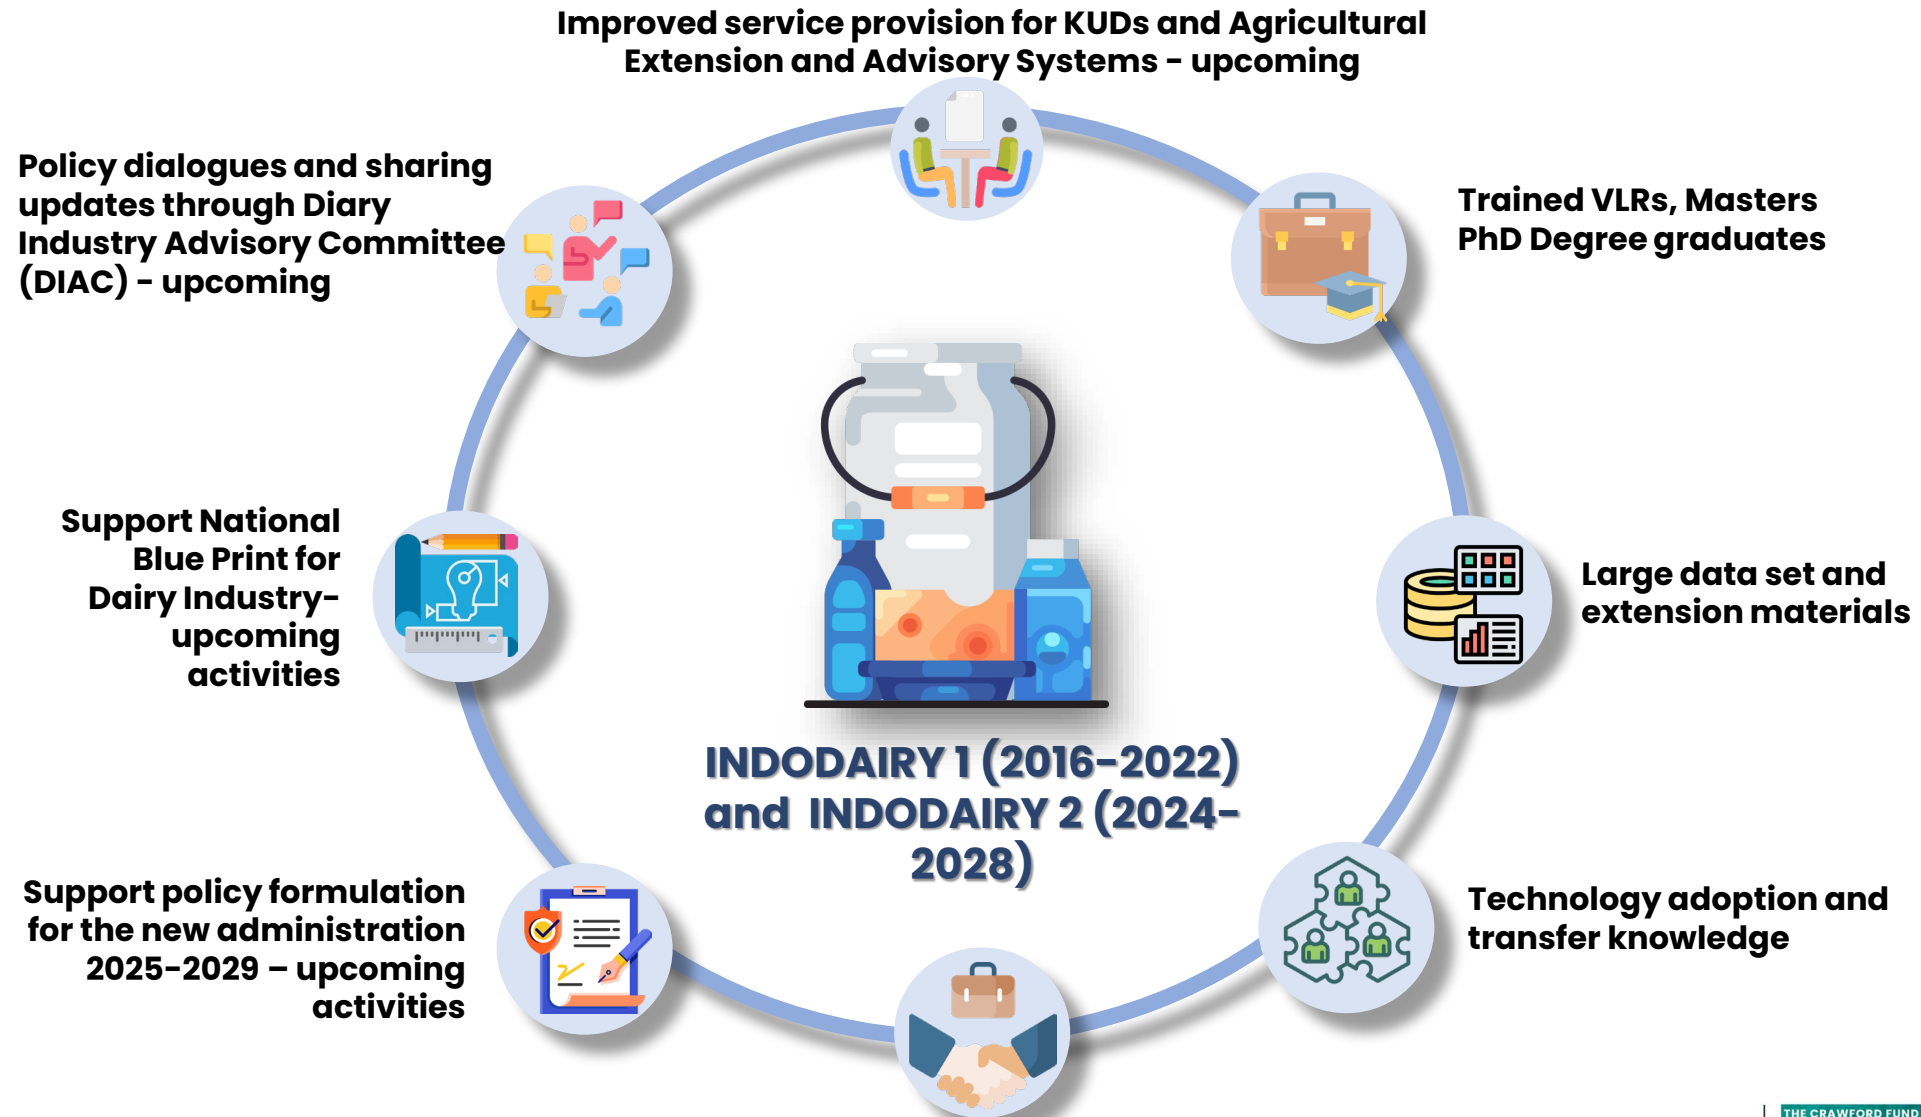 Improved service provision for KUDs and Agricultural
Extension and Advisory Systems - upcoming
Policy dialogues and sharing
updates through Diary
Industry Advisory Committee
(DIAC) - upcoming
Trained VLRs, Masters
PhD Degree graduates
Support National
Blue Print for
Dairy Industry-
upcoming
activities
Large data set and
extension materials
INDODAIRY 1 (2016-2022)
and INDODAIRY 2 (2024-
2028)
Support policy formulation
for the new administration
2025-2029 – upcoming
activities
Technology adoption and
transfer knowledge
THE CRAWFORD FUND